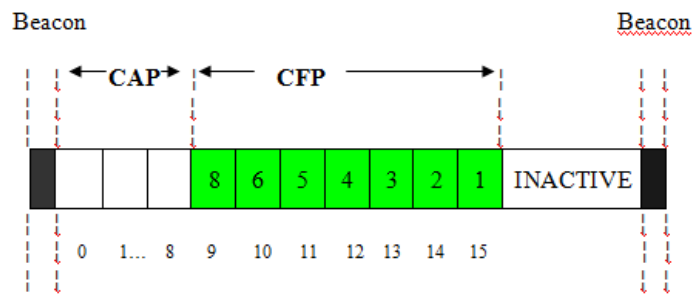 Beacon Beacon
CAP CFP
8 6 5 4 3 2 1 INACTIVE
0 1... 8 9 10 11 12 13 14 15